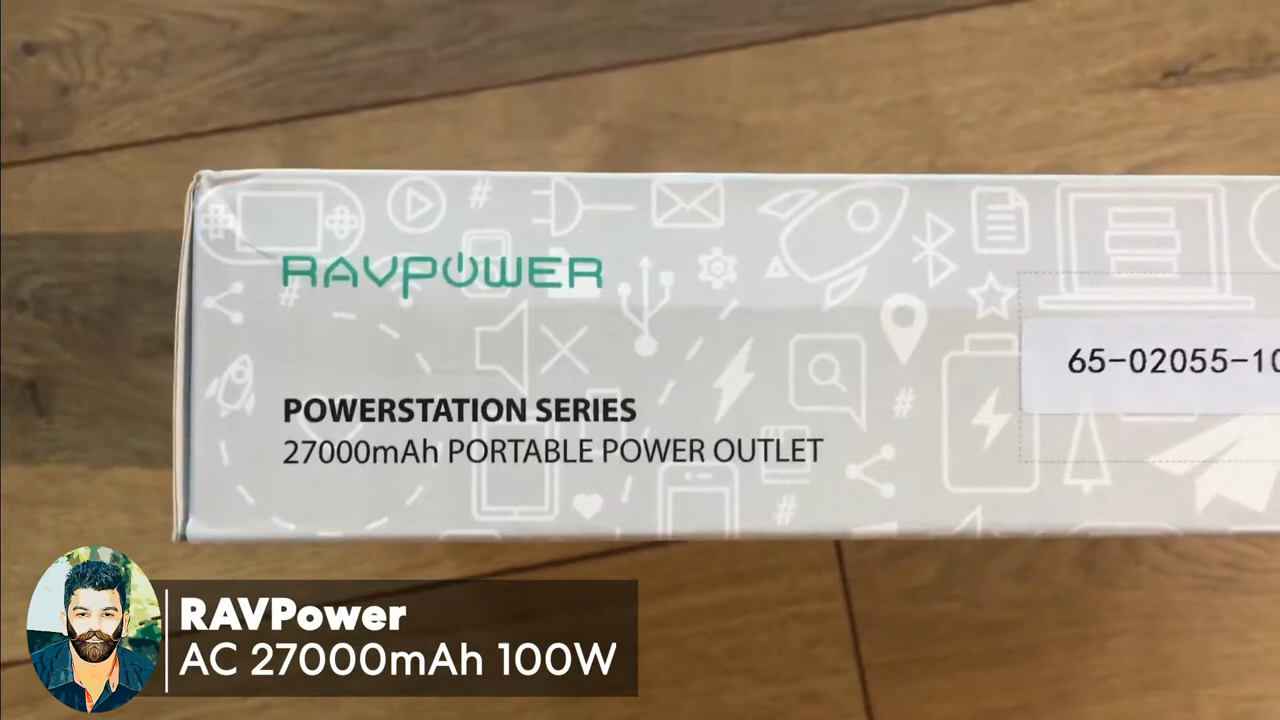 RAVPOWER
POWERSTATION SERIES
27000mAh PORTABLE POWER OUTLET
65-02055-10
RAVPower
AC 27000mAh 100W